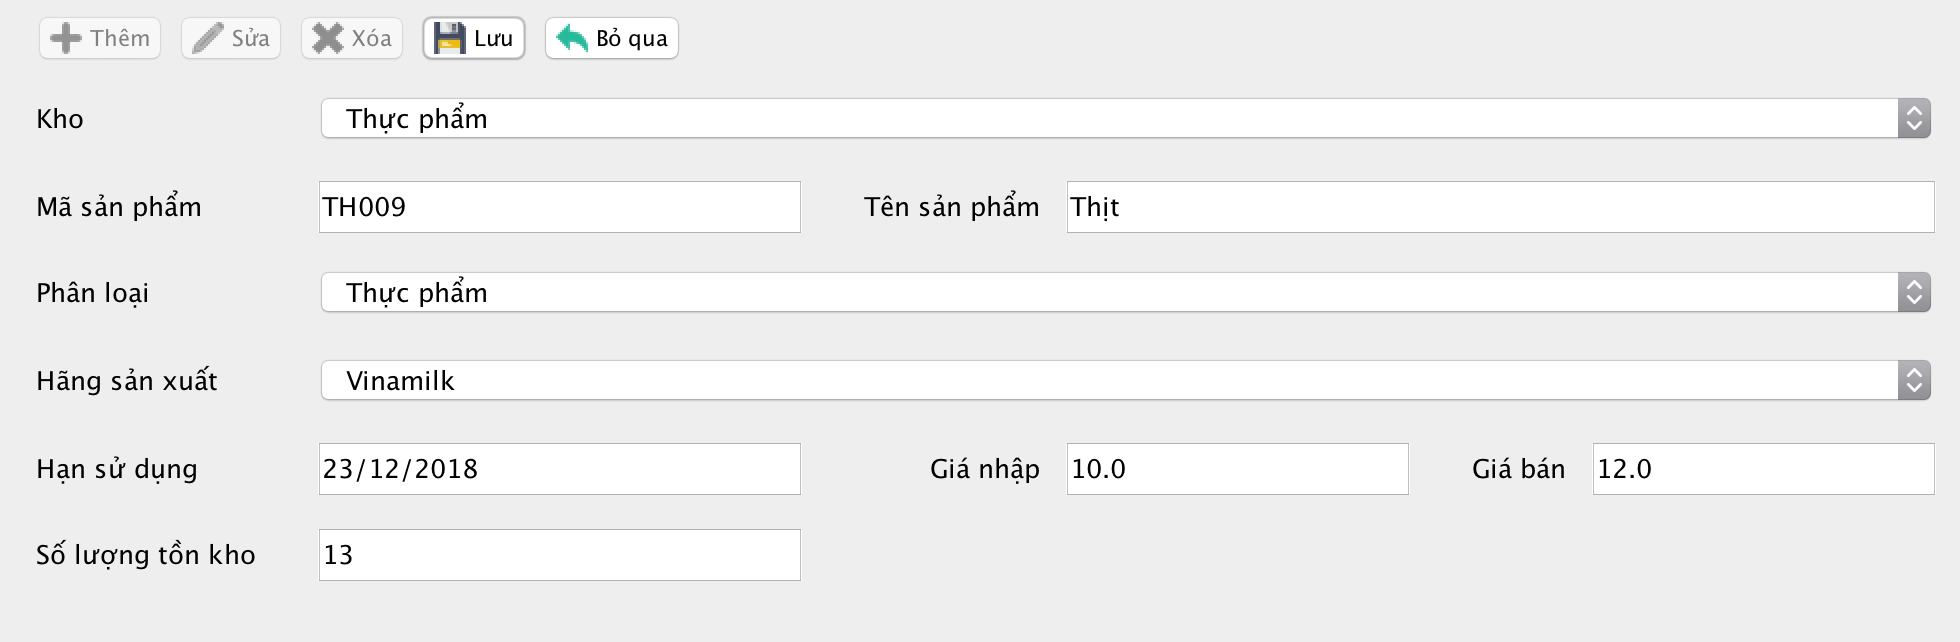 Thêm Sửa Xóa Lưu Bỏ qua
Kho Thực phẩm
Mã sản phẩm TH009 Tên sản phẩm Thịt
Phân loại Thực phẩm
Hãng sản xuất Vinamilk
Hạn sử dụng 23/12/2018 Giá nhập 10.0 Giá bán 12.0
Số lượng tồn kho 13